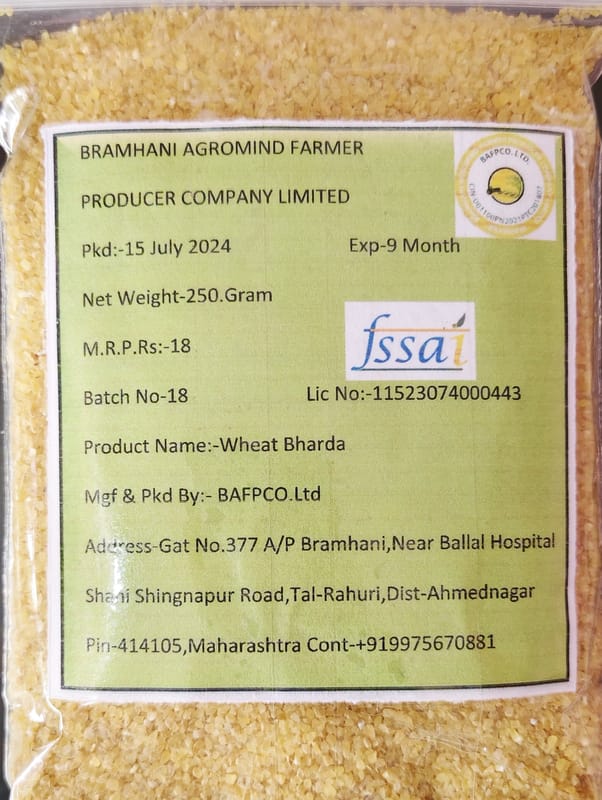 BRAMHANI AGROMIND FARMER
BAFPCO.LTD.
PRODUCER COMPANY LIMITED
Pkd:-15 July 2024 Exp-9 Month
Net Weight-250.Gram
fssai
M.R.P.Rs:-18
Batch No-18 Lic No:-11523074000443
Product Name:-Wheat Bharda
Mgf & Pkd By:- BAFPCO.Ltd
Address-Gat No.377 A/P Bramhani,Near Ballal Hospital
Shani Shingnapur Road,Tal-Rahuri,Dist-Ahmednagar
Pin-414105,Maharashtra Cont-+919975670881